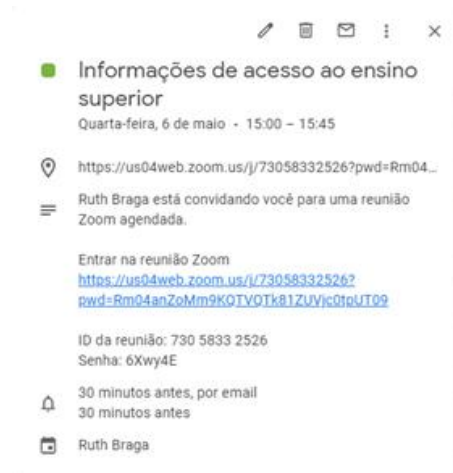 Informações de acesso ao ensino
superior
Quarta-feira, 6 de maio · 15:00 – 15:45
https://us04web.zoom.us/j/73058332526?pwd=Rm04...
Ruth Braga está convidando você para uma reunião
Zoom agendada.
Entrar na reunião Zoom
https://us04web.zoom.us/j/73058332526?
pwd=Rm04anZoMm9KQTVQTk81ZUVjc0tpUT09
ID da reunião: 730 5833 2526
Senha: 6Xwy4E
30 minutos antes, por email
30 minutos antes
Ruth Braga